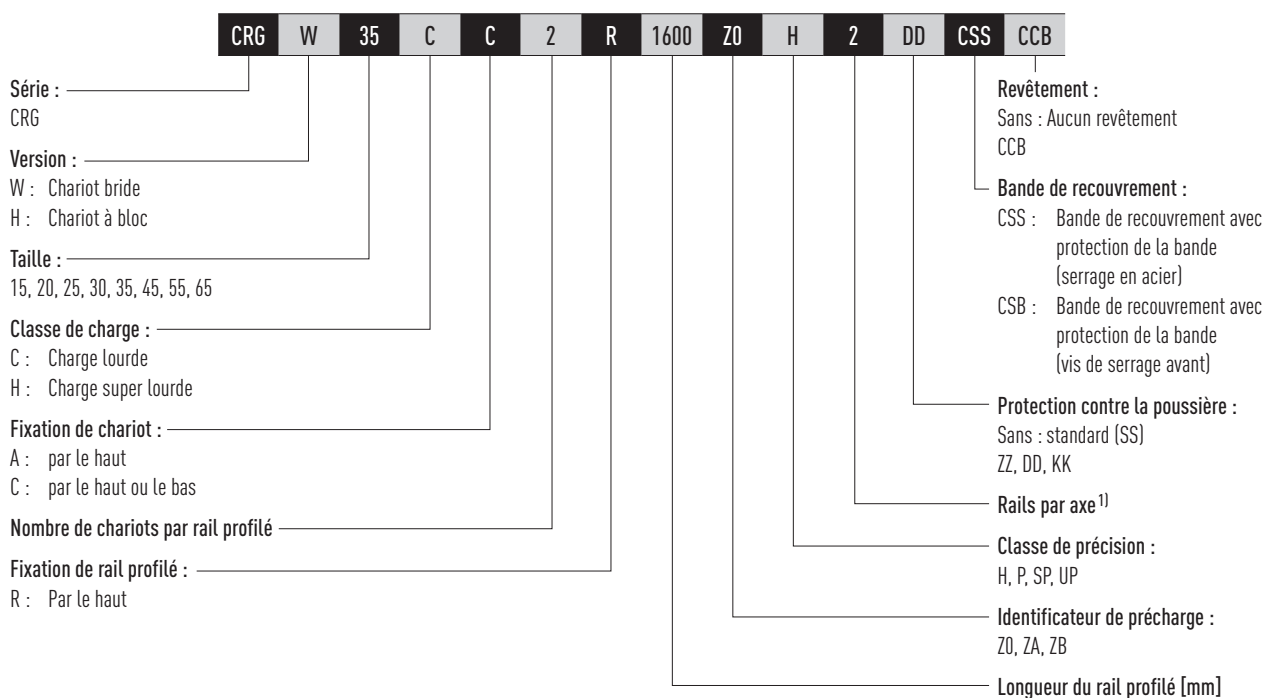 CRG W 35 C C 2 R 1600 Z0 H 2 DD CSS CCB
Série :
CRG
Version :
W : Chariot bride
H : Chariot à bloc
Taille :
15, 20, 25, 30, 35, 45, 55, 65
Classe de charge :
C : Charge lourde
H : Charge super lourde
Fixation de chariot :
A : par le haut
C : par le haut ou le bas
Nombre de chariots par rail profilé
Fixation de rail profilé :
R : Par le haut
Revêtement :
Sans : Aucun revêtement
CCB
Bande de recouvrement :
CSS : Bande de recouvrement avec
protection de la bande
(serrage en acier)
CSB : Bande de recouvrement avec
protection de la bande
(vis de serrage avant)
Protection contre la poussière :
Sans : standard (SS)
ZZ, DD, KK
Rails par axe 1)
Classe de précision :
H, P, SP, UP
Identificateur de précharge :
Z0, ZA, ZB
Longueur du rail profilé [mm]